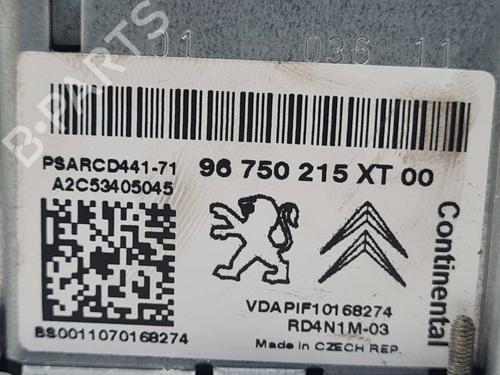 01 036 11
PSARCD441-71
A2C53405045
96 750 215 XT 00
Continental
VDAPIF10168274
RD4N1M-03
Made in CZECH REP.
BS0011070168274
B-PARTS